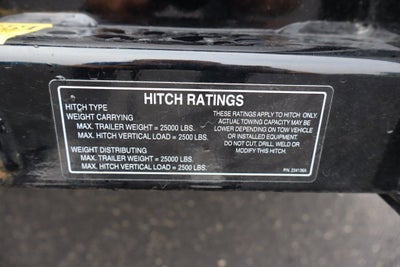 HITCH RATINGS
HITCH TYPE
WEIGHT CARRYING
MAX. TRAILER WEIGHT = 25000 LBS.
MAX. HITCH VERTICAL LOAD = 2500 LBS.
WEIGHT DISTRIBUTING
MAX. TRAILER WEIGHT = 25000 LBS.
MAX. HITCH VERTICAL LOAD = 2500 LBS.
THESE RATINGS APPLY TO HITCH ONLY.
ACTUAL TOWING CAPACITY MAY BE
LOWER DEPENDING ON TOW VEHICLE
OR INSTALLED EQUIPMENT.
DO NOT CUT, DRILL, WELD OR
MODIFY THIS HITCH.
P/N